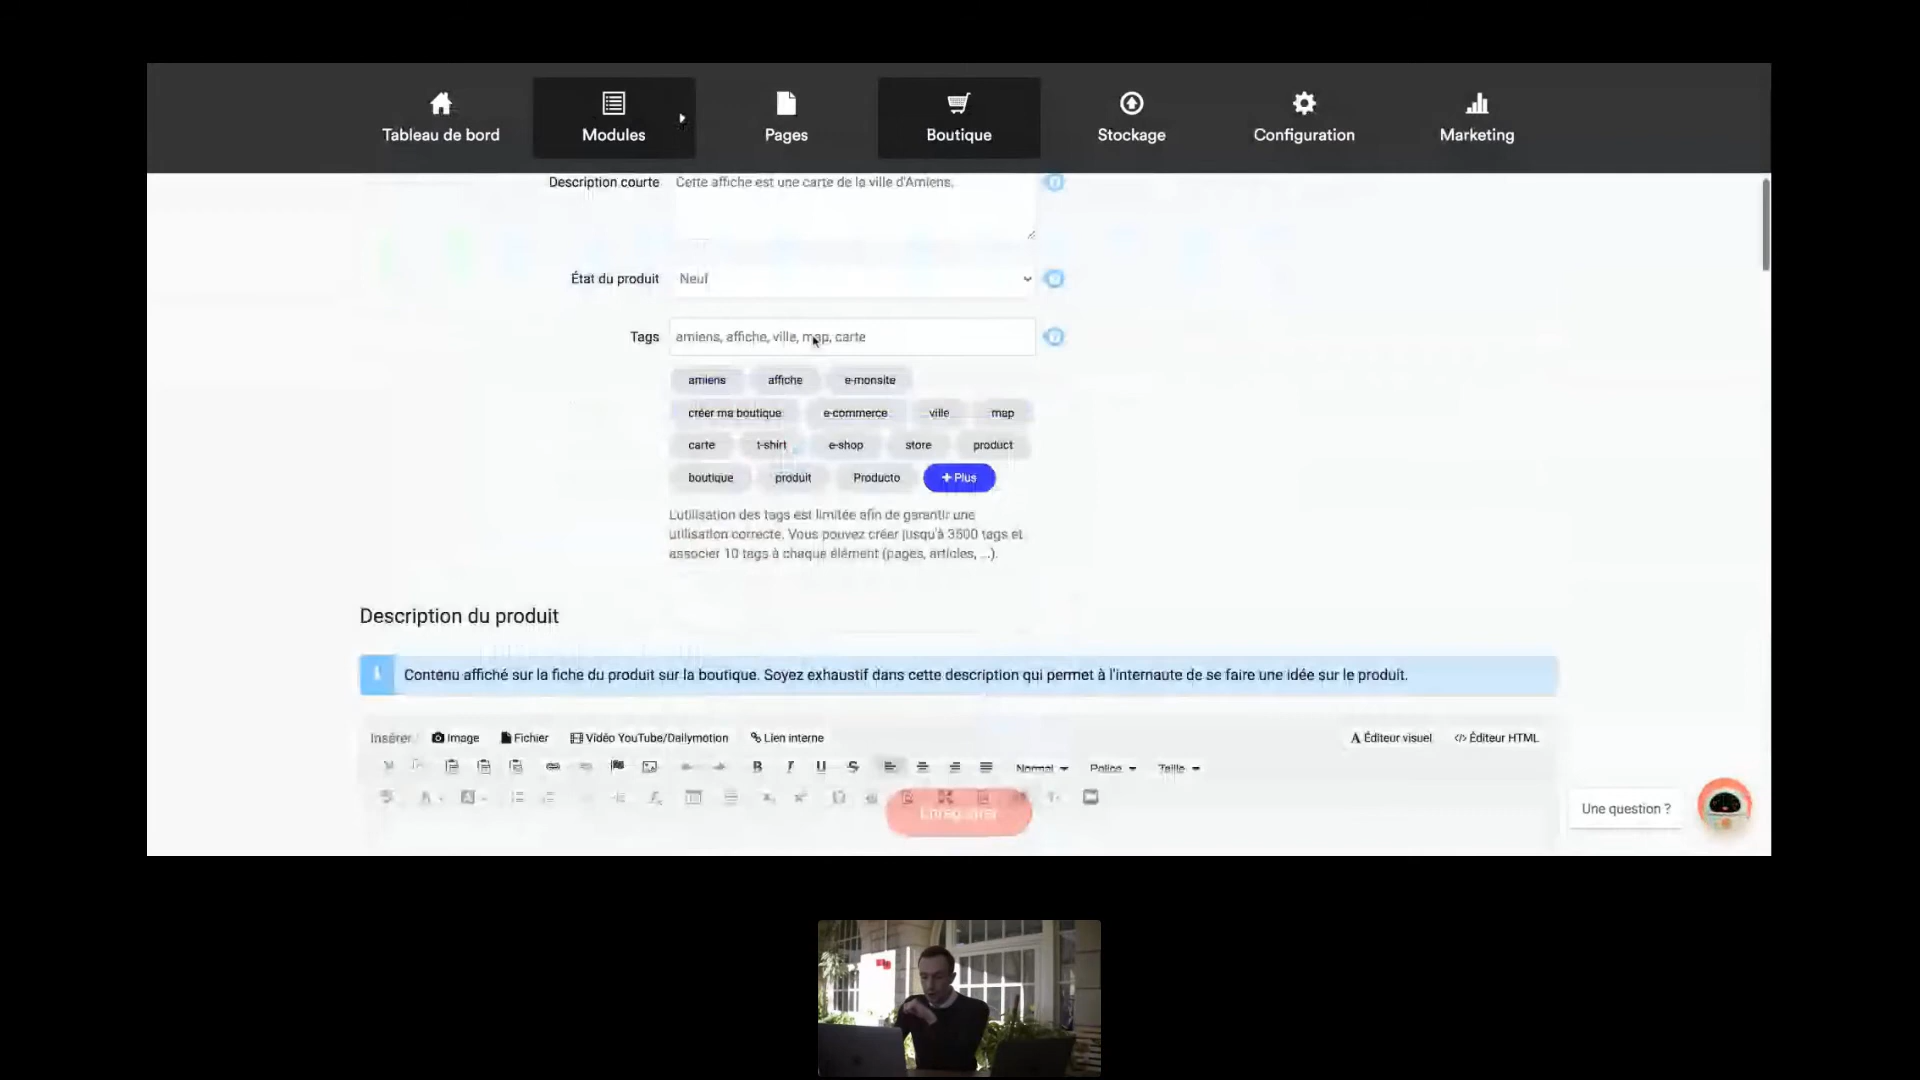 Tableau de bord
Modules
Pages
Boutique
Stockage
Configuration
Marketing
Description courte
Cette affiche est une carte de la ville d'Amiens.
État du produit
Neuf
Tags
amiens, affiche, ville, map, carte
amiens affiche e-monsite
créer ma boutique e-commerce ville map
carte t-shirt e-shop store product
boutique produit Producto + Plus
L'utilisation des tags est limitée afin de garantir une
utilisation correcte. Vous pouvez créer jusqu'à 3500 tags et
associer 10 tags à chaque élément (pages, articles, ...).
Description du produit
Contenu affiché sur la fiche du produit sur la boutique. Soyez exhaustif dans cette description qui permet à l'internaute de se faire une idée sur le produit.
Insérer Image Fichier Vidéo YouTube/Dailymotion Lien interne Éditeur visuel Éditeur HTML
B I U S Normal Police Taille
Enregistrer
Une question ?